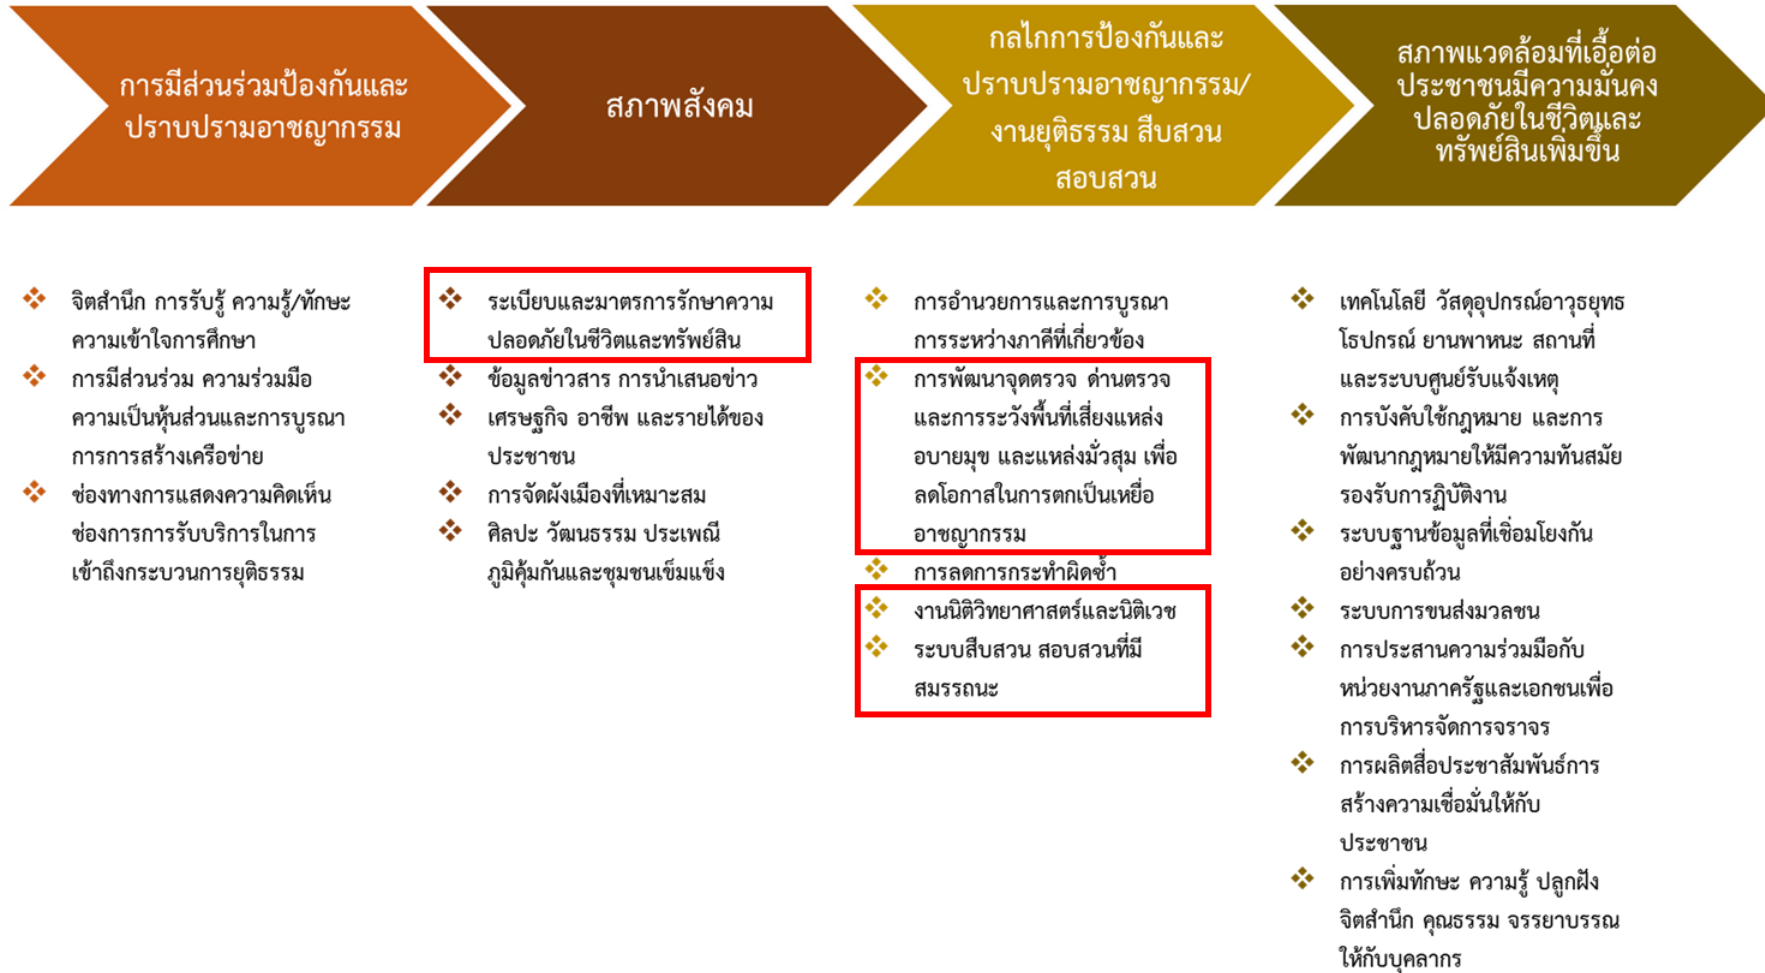 การมีส่วนร่วมป้องกันและ
ปราบปรามอาชญากรรม
สภาพสังคม
กลไกการป้องกันและ
ปราบปรามอาชญากรรม/
งานยุติธรรม สืบสวน
สอบสวน
สภาพแวดล้อมที่เอื้อต่อ
ประชาชนมีความมั่นคง
ปลอดภัยในชีวิตและ
ทรัพย์สินเพิ่มขึ้น
จิตสำนึก การรับรู้ ความรู้/ทักษะ
ความเข้าใจการศึกษา
การมีส่วนร่วม ความร่วมมือ
ความเป็นหุ้นส่วนและการบูรณา
การการสร้างเครือข่าย
ช่องทางการแสดงความคิดเห็น
ช่องการการรับบริการในการ
เข้าถึงกระบวนการยุติธรรม
ระเบียบและมาตรการรักษาความ
ปลอดภัยในชีวิตและทรัพย์สิน
ข้อมูลข่าวสาร การนำเสนอข่าว
เศรษฐกิจ อาชีพ และรายได้ของ
ประชาชน
การจัดผังเมืองที่เหมาะสม
ศิลปะ วัฒนธรรม ประเพณี
ภูมิคุ้มกันและชุมชนเข้มแข็ง
การอำนวยการและการบูรณา
การระหว่างภาคีที่เกี่ยวข้อง
การพัฒนาจุดตรวจ ด่านตรวจ
และการระวังพื้นที่เสี่ยงแหล่ง
อบายมุข และแหล่งมั่วสุม เพื่อ
ลดโอกาสในการตกเป็นเหยื่อ
อาชญากรรม
การลดการกระทำผิดซ้ำ
งานนิติวิทยาศาสตร์และนิติเวช
ระบบสืบสวน สอบสวนที่มี
สมรรถนะ
เทคโนโลยี วัสดุอุปกรณ์อาวุธยุทธ
โธปกรณ์ ยานพาหนะ สถานที่
และระบบศูนย์รับแจ้งเหตุ
การบังคับใช้กฎหมาย และการ
พัฒนากฎหมายให้มีความทันสมัย
รองรับการฏิบัติงาน
ระบบฐานข้อมูลที่เชื่อมโยงกัน
อย่างครบถ้วน
ระบบการขนส่งมวลชน
การประสานความร่วมมือกับ
หน่วยงานภาครัฐและเอกชนเพื่อ
การบริหารจัดการจราจร
การผลิตสื่อประชาสัมพันธ์การ
สร้างความเชื่อมั่นให้กับ
ประชาชน
การเพิ่มทักษะ ความรู้ ปลูกฝัง
จิตสำนึก คุณธรรม จรรยาบรรณ
ให้กับบุคลากร